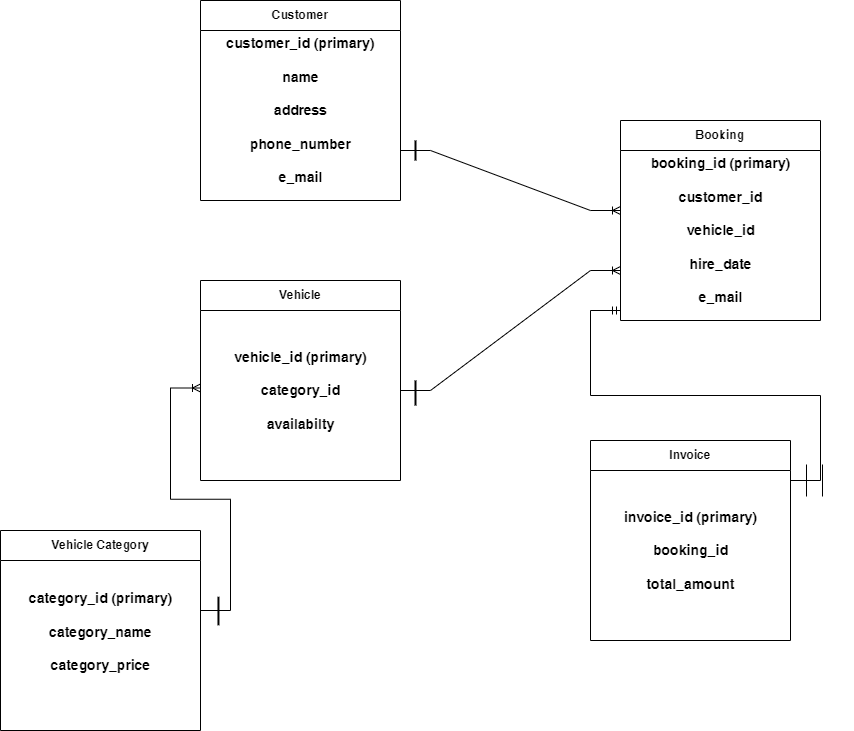 Customer
customer_id (primary)
name
address
phone_number
e_mail
Booking
booking_id (primary)
customer_id
vehicle_id
hire_date
e_mail
Vehicle
vehicle_id (primary)
category_id
availabilty
Invoice
invoice_id (primary)
booking_id
total_amount
Vehicle Category
category_id (primary)
category_name
category_price